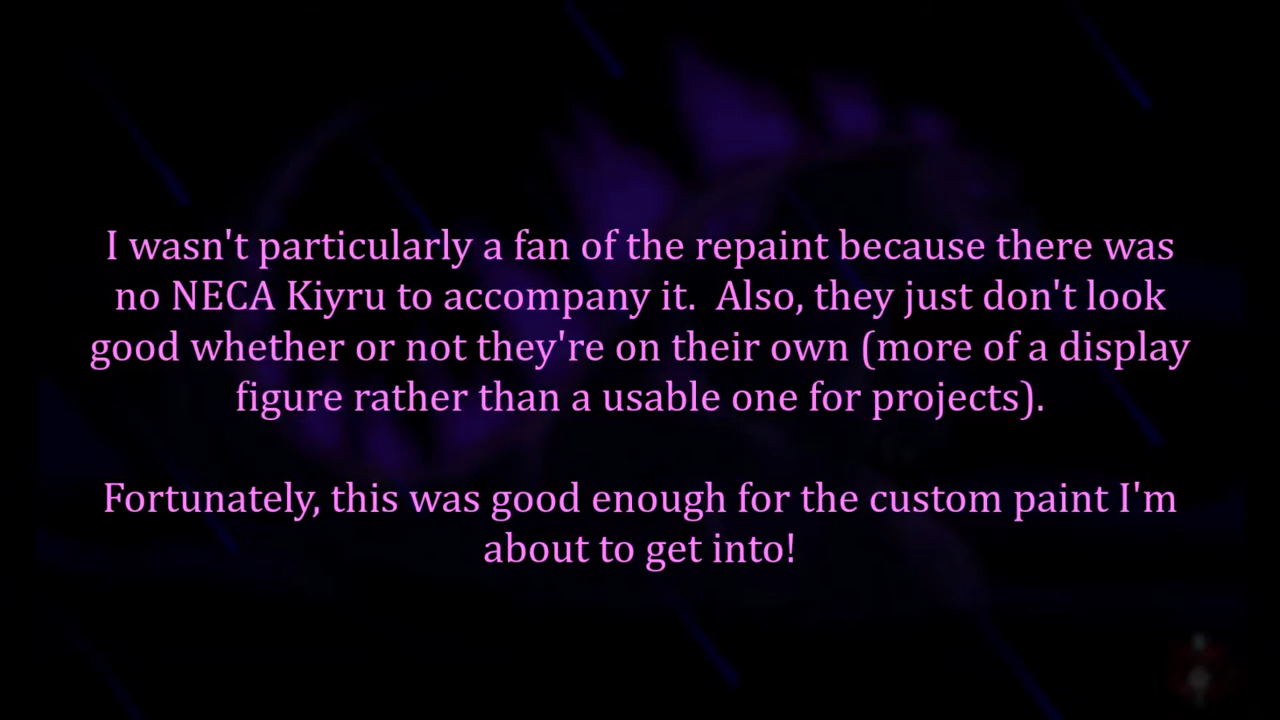 I wasn't particularly a fan of the repaint because there was
no NECA Kiyru to accompany it.  Also, they just don't look
good whether or not they're on their own (more of a display
figure rather than a usable one for projects).
Fortunately, this was good enough for the custom paint I'm
about to get into!